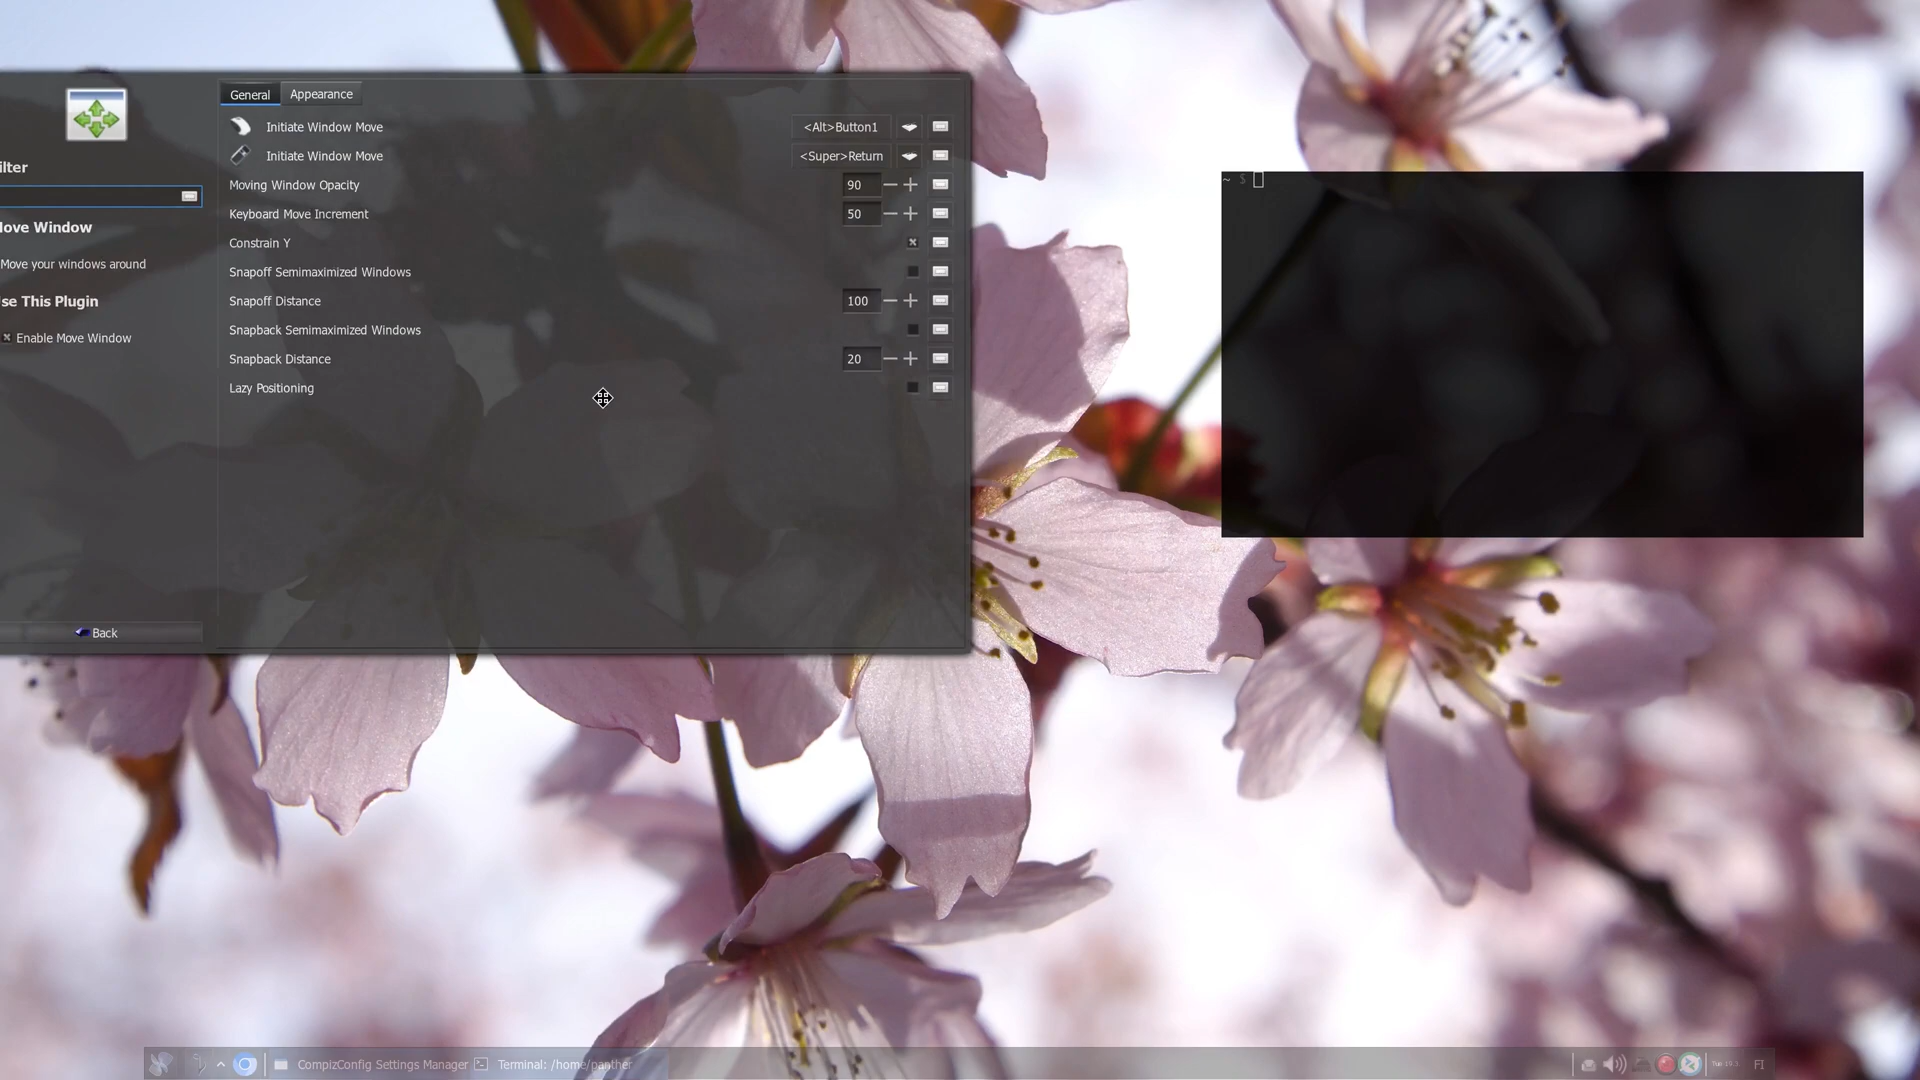 General
Appearance
Initiate Window Move
<Alt>Button1
Initiate Window Move
<Super>Return
ilter
Moving Window Opacity
90
Keyboard Move Increment
50
ove Window
Constrain Y
Move your windows around
Snapoff Semimaximized Windows
se This Plugin
Snapoff Distance
100
Enable Move Window
Snapback Semimaximized Windows
Snapback Distance
20
Lazy Positioning
Back
~ $
CompizConfig Settings Manager
Terminal: /home/panther
FI